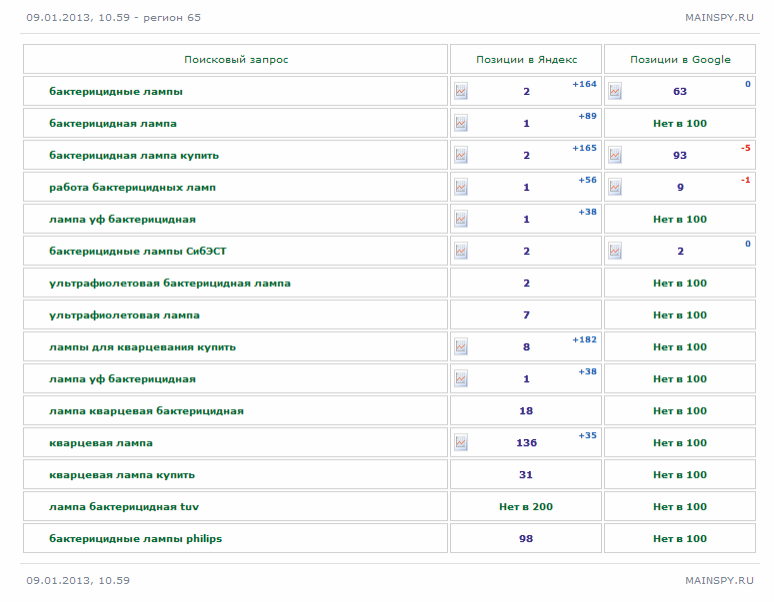 09.01.2013, 10.59 - регион 65 MAINSPY.RU
Поисковый запрос Позиции в Яндекс Позиции в Google
бактерицидные лампы 2 +164 63 0
бактерицидная лампа 1 +89 Нет в 100
бактерицидная лампа купить 2 +165 93 -5
работа бактерицидных ламп 1 +56 9 -1
лампа уф бактерицидная 1 +38 Нет в 100
бактерицидные лампы СибЭСТ 2 2 0
ультрафиолетовая бактерицидная лампа 2 Нет в 100
ультрафиолетовая лампа 7 Нет в 100
лампы для кварцевания купить 8 +182 Нет в 100
лампа уф бактерицидная 1 +38 Нет в 100
лампа кварцевая бактерицидная 18 Нет в 100
кварцевая лампа 136 +35 Нет в 100
кварцевая лампа купить 31 Нет в 100
лампа бактерицидная tuv Нет в 200 Нет в 100
бактерицидные лампы philips 98 Нет в 100
09.01.2013, 10.59 MAINSPY.RU